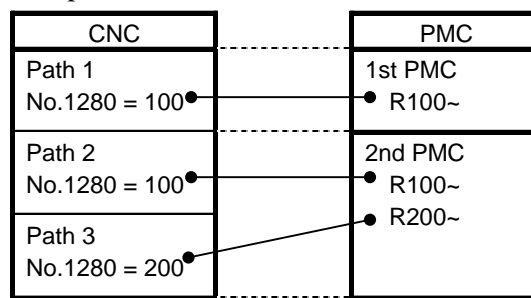 CNC
PMC
Path 1
No.1280 = 100
1st PMC
R100~
Path 2
No.1280 = 100
2nd PMC
R100~
R200~
Path 3
No.1280 = 200